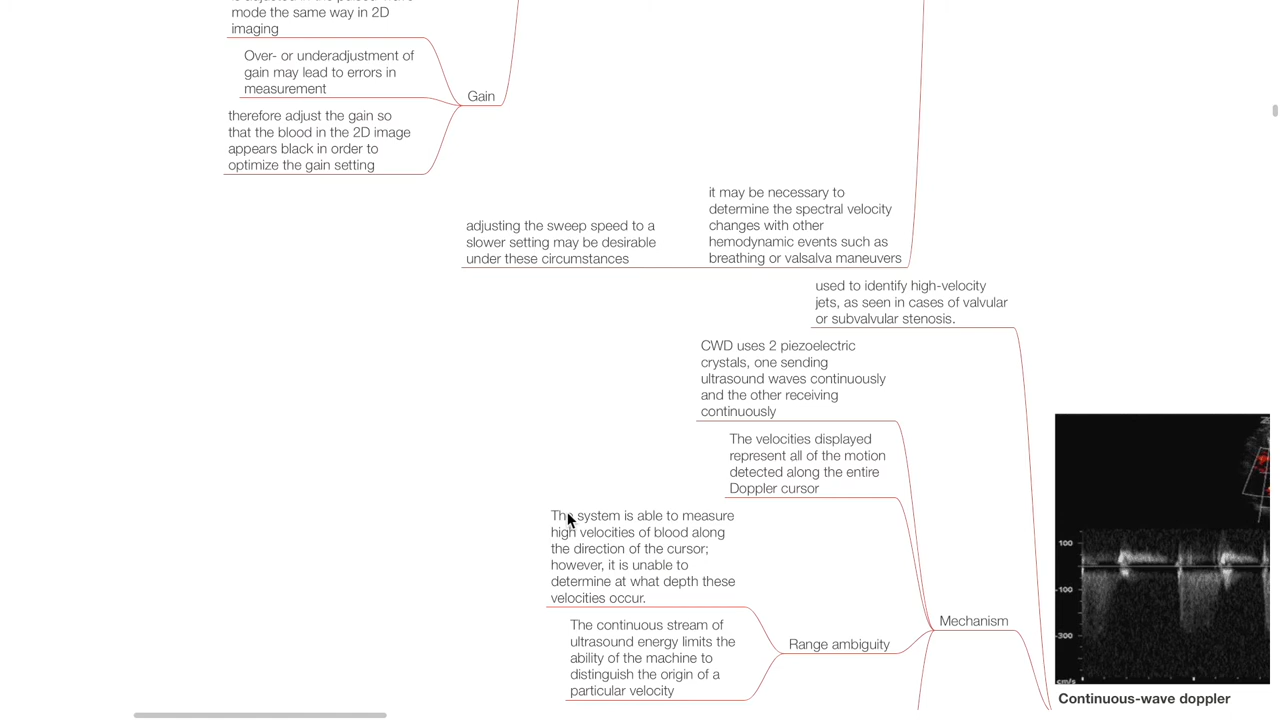 mode the same way in 2D
imaging
Over- or underadjustment of
gain may lead to errors in
measurement
Gain
therefore adjust the gain so
that the blood in the 2D image
appears black in order to
optimize the gain setting
it may be necessary to
determine the spectral velocity
changes with other
hemodynamic events such as
breathing or valsalva maneuvers
adjusting the sweep speed to a
slower setting may be desirable
under these circumstances
used to identify high-velocity
jets, as seen in cases of valvular
or subvalvular stenosis.
CWD uses 2 piezoelectric
crystals, one sending
ultrasound waves continuously
and the other receiving
continuously
The velocities displayed
represent all of the motion
detected along the entire
Doppler cursor
The system is able to measure
high velocities of blood along
the direction of the cursor;
however, it is unable to
determine at what depth these
velocities occur.
Mechanism
Range ambiguity
The continuous stream of
ultrasound energy limits the
ability of the machine to
distinguish the origin of a
particular velocity
100
-100
-300
cm/s
Continuous-wave doppler